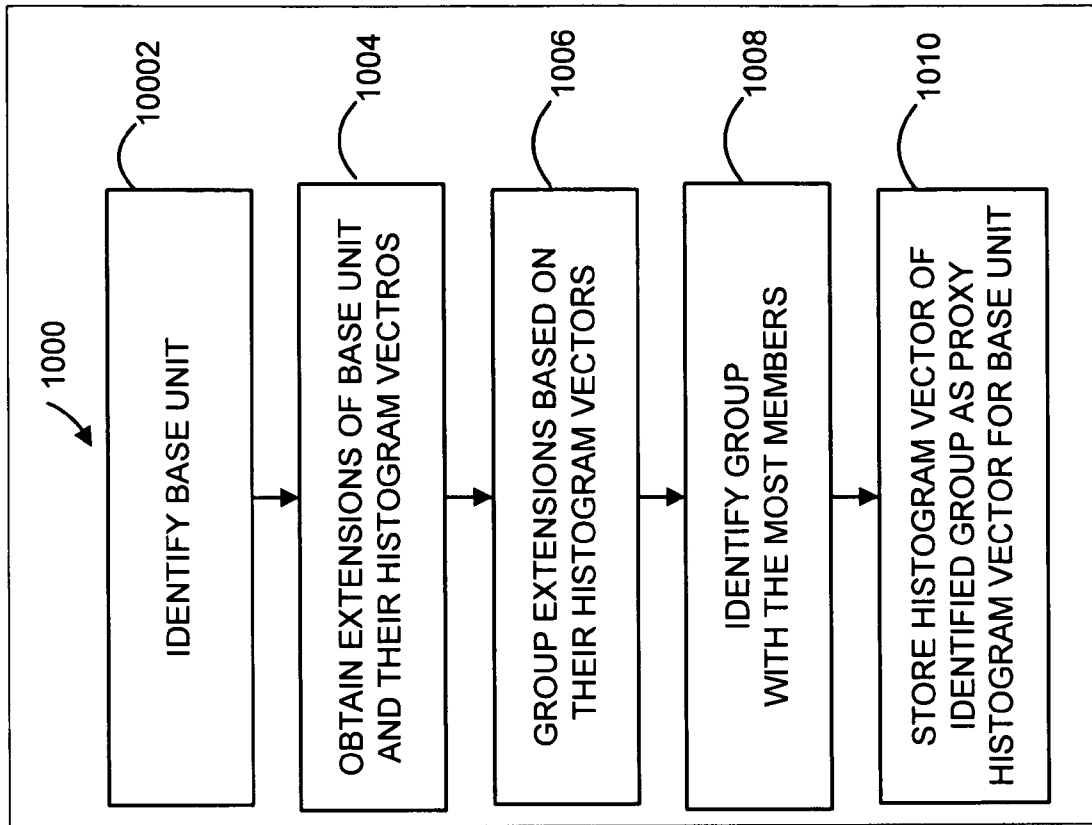 1000
IDENTIFY BASE UNIT
10002
OBTAIN EXTENSIONS OF BASE UNIT
AND THEIR HISTOGRAM VECTROS
1004
GROUP EXTENSIONS BASED ON
THEIR HISTOGRAM VECTORS
1006
IDENTIFY GROUP
WITH THE MOST MEMBERS
1008
STORE HISTOGRAM VECTOR OF
IDENTIFIED GROUP AS PROXY
HISTOGRAM VECTOR FOR BASE UNIT
1010